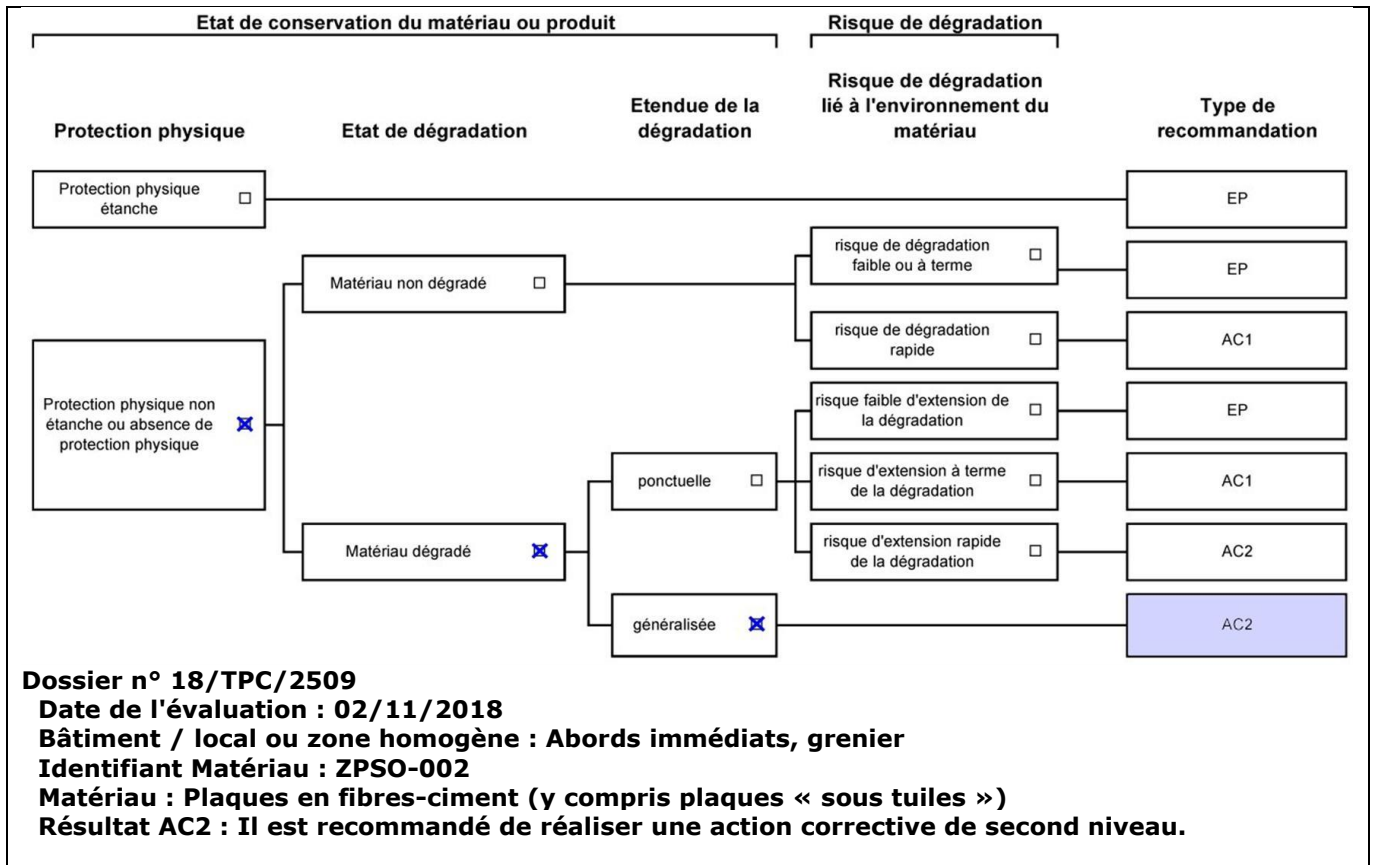 Etat de conservation du matériau ou produit
Risque de dégradation
Protection physique
Etat de dégradation
Etendue de la
dégradation
Risque de dégradation
lié à l'environnement du
matériau
Type de
recommandation
Protection physique
étanche
EP
risque de dégradation
faible ou à terme
EP
Matériau non dégradé
risque de dégradation
rapide
AC1
Protection physique non
étanche ou absence de
protection physique
risque faible d'extension de
la dégradation
EP
ponctuelle
risque d'extension à terme
de la dégradation
AC1
Matériau dégradé
risque d'extension rapide
de la dégradation
AC2
généralisée
AC2
Dossier n° 18/TPC/2509
Date de l'évaluation : 02/11/2018
Bâtiment / local ou zone homogène : Abords immédiats, grenier
Identifiant Matériau : ZPSO-002
Matériau : Plaques en fibres-ciment (y compris plaques « sous tuiles »)
Résultat AC2 : Il est recommandé de réaliser une action corrective de second niveau.